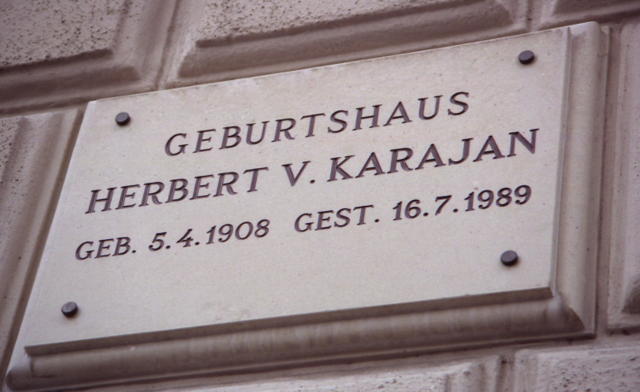 GEBURTSHAUS
HERBERT V. KARAJAN
GEB. 5.4.1908 GEST. 16.7.1989